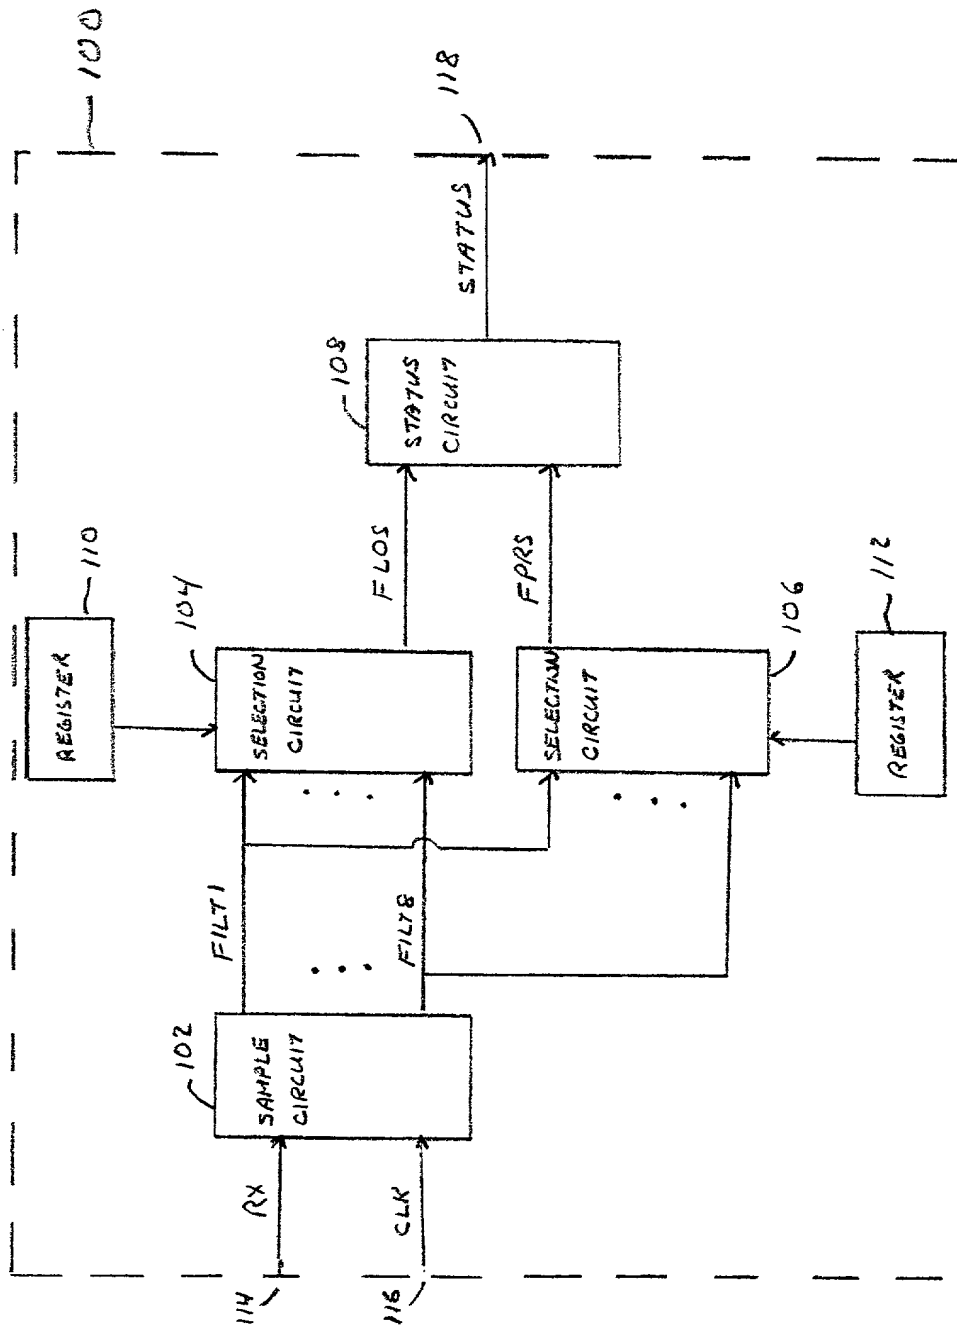 100
REGISTER
110
104
SELECTION
CIRCUIT
FLOS
102
SAMPLE
CIRCUIT
114
RX
116
CLK
FILT1
FILT8
108
STATUS
CIRCUIT
STATUS
118
SELECTION
CIRCUIT
FPRS
106
REGISTER
112